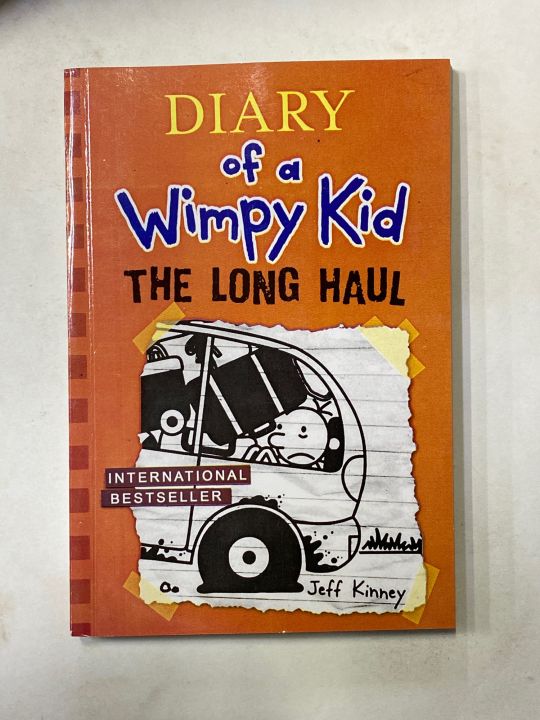 DIARY
of a
Wimpy Kid
THE LONG HAUL
INTERNATIONAL
BESTSELLER
Jeff Kinney